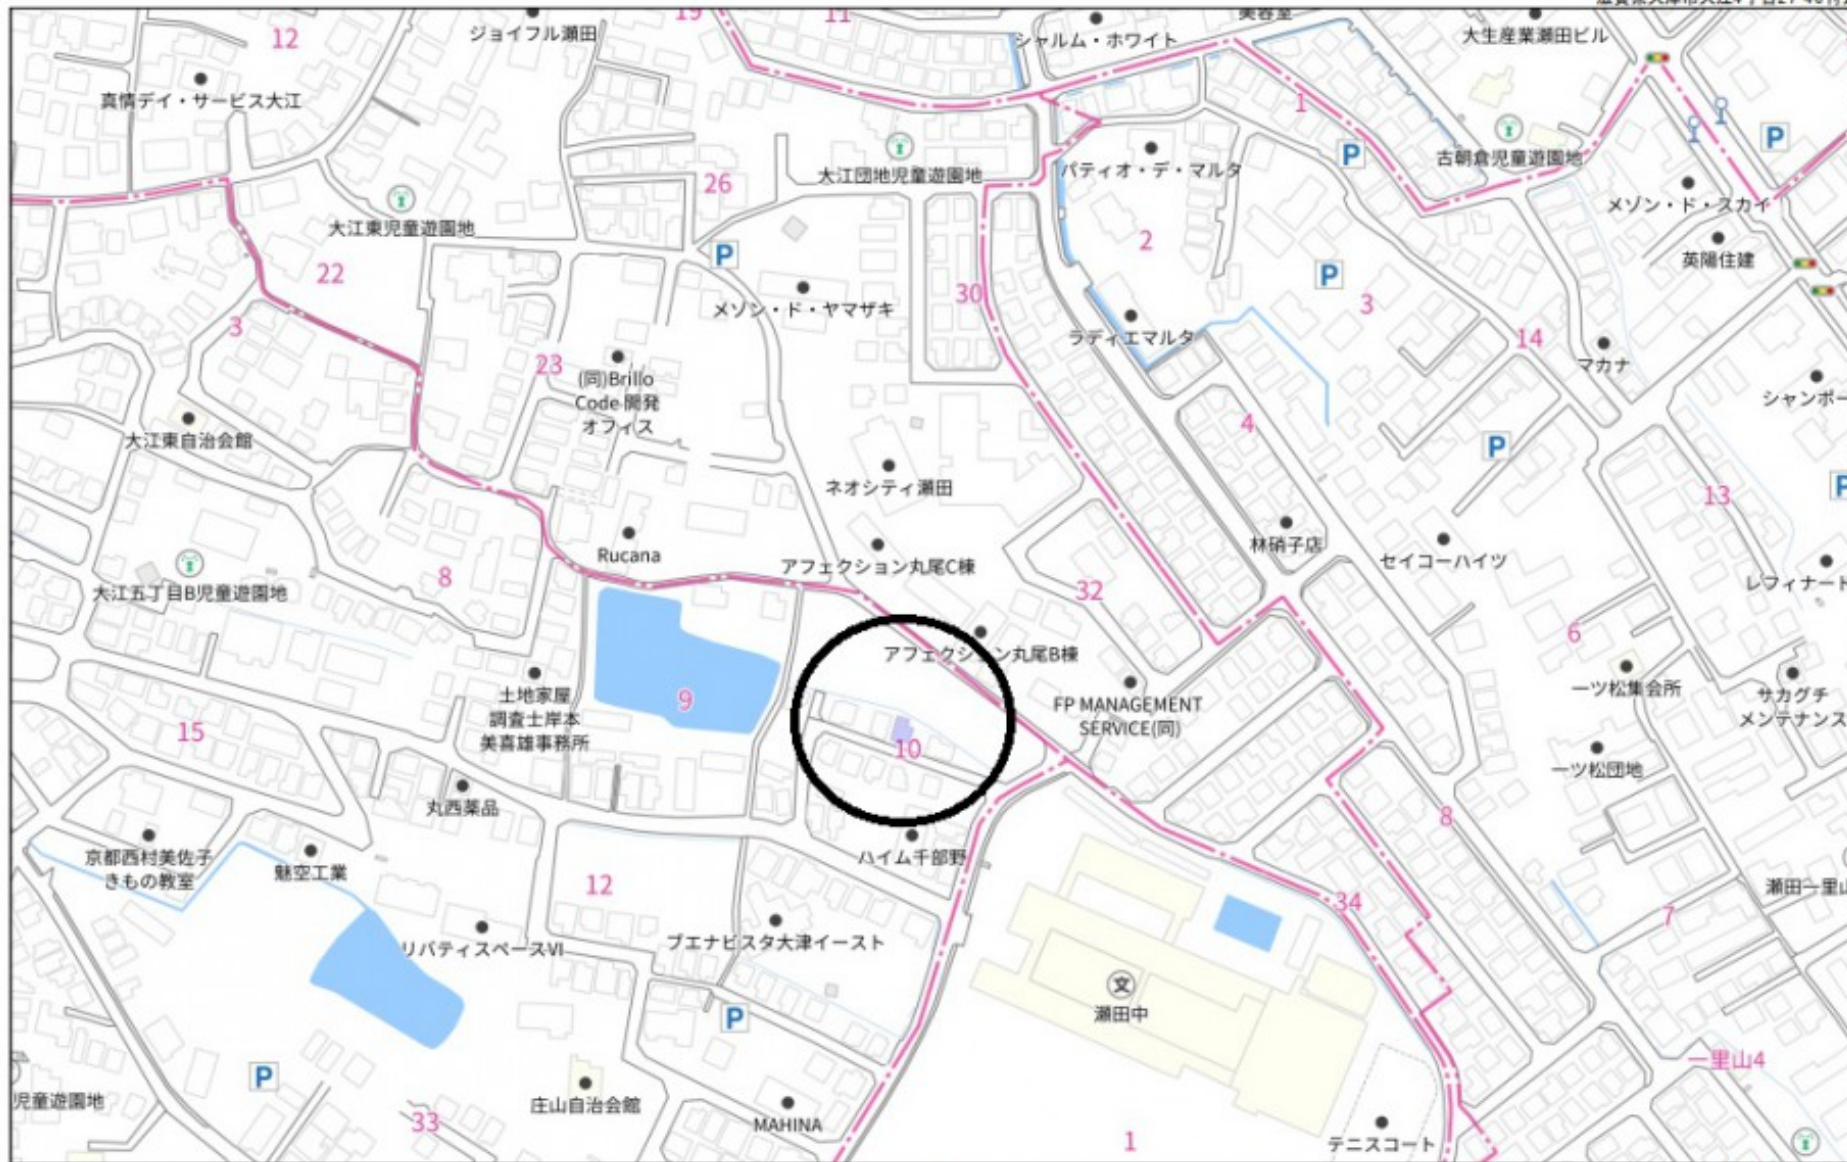 19
11
美容室
12
ジョイフル瀬田
シャルム・ホワイト
大生産業瀬田ビル
真情デイ・サービス大江
1
P
P
古朝倉児童遊園地
大江団地児童遊園地
パティオ・デ・マルタ
26
メゾン・ド・スカイ
大江東児童遊園地
2
P
英陽住建
22
P
3
30
メゾン・ド・ヤマザキ
3
ラディエマルタ
14
マカナ
23
(同)Brillo
Code 開発
オフィス
シャンボー
大江東自治会館
4
P
ネオシティ瀬田
P
13
林硝子店
Rucana
セイコーハイツ
アフェクション丸尾C棟
8
大江五丁目B児童遊園地
32
レフィナード
6
アフェクション丸尾B棟
土地家屋
調査士岸本
美喜雄事務所
9
FP MANAGEMENT
SERVICE(同)
一ツ松集会所
サカグチ
メンテナンス
15
10
一ツ松団地
丸西薬品
8
京都西村美佐子
きもの教室
魅空工業
ハイム千部野
12
瀬田一里山
34
7
リバティスペースVI
ブエナビスタ大津イースト
文
瀬田中
P
一里山4
P
児童遊園地
庄山自治会館
33
MAHINA
1
テニスコート